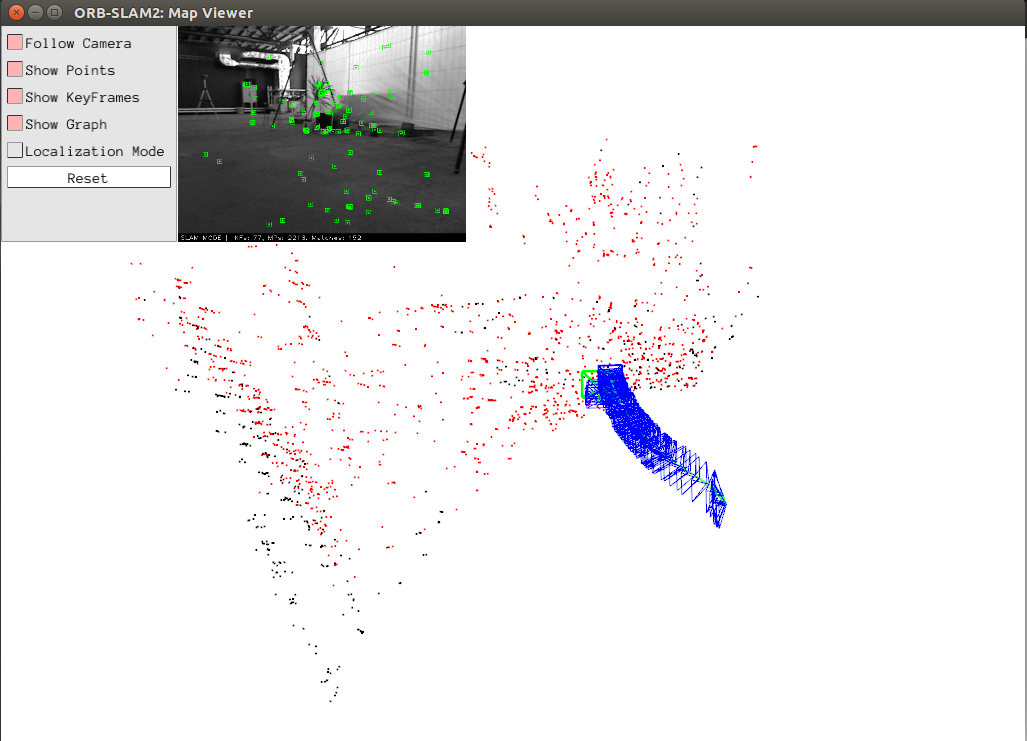 ORB-SLAM2: Map Viewer
Follow Camera
Show Points
Show KeyFrames
Show Graph
Localization Mode
Reset
SLAM MODE | KFs: 77, MPs: 2213, Matches: 152